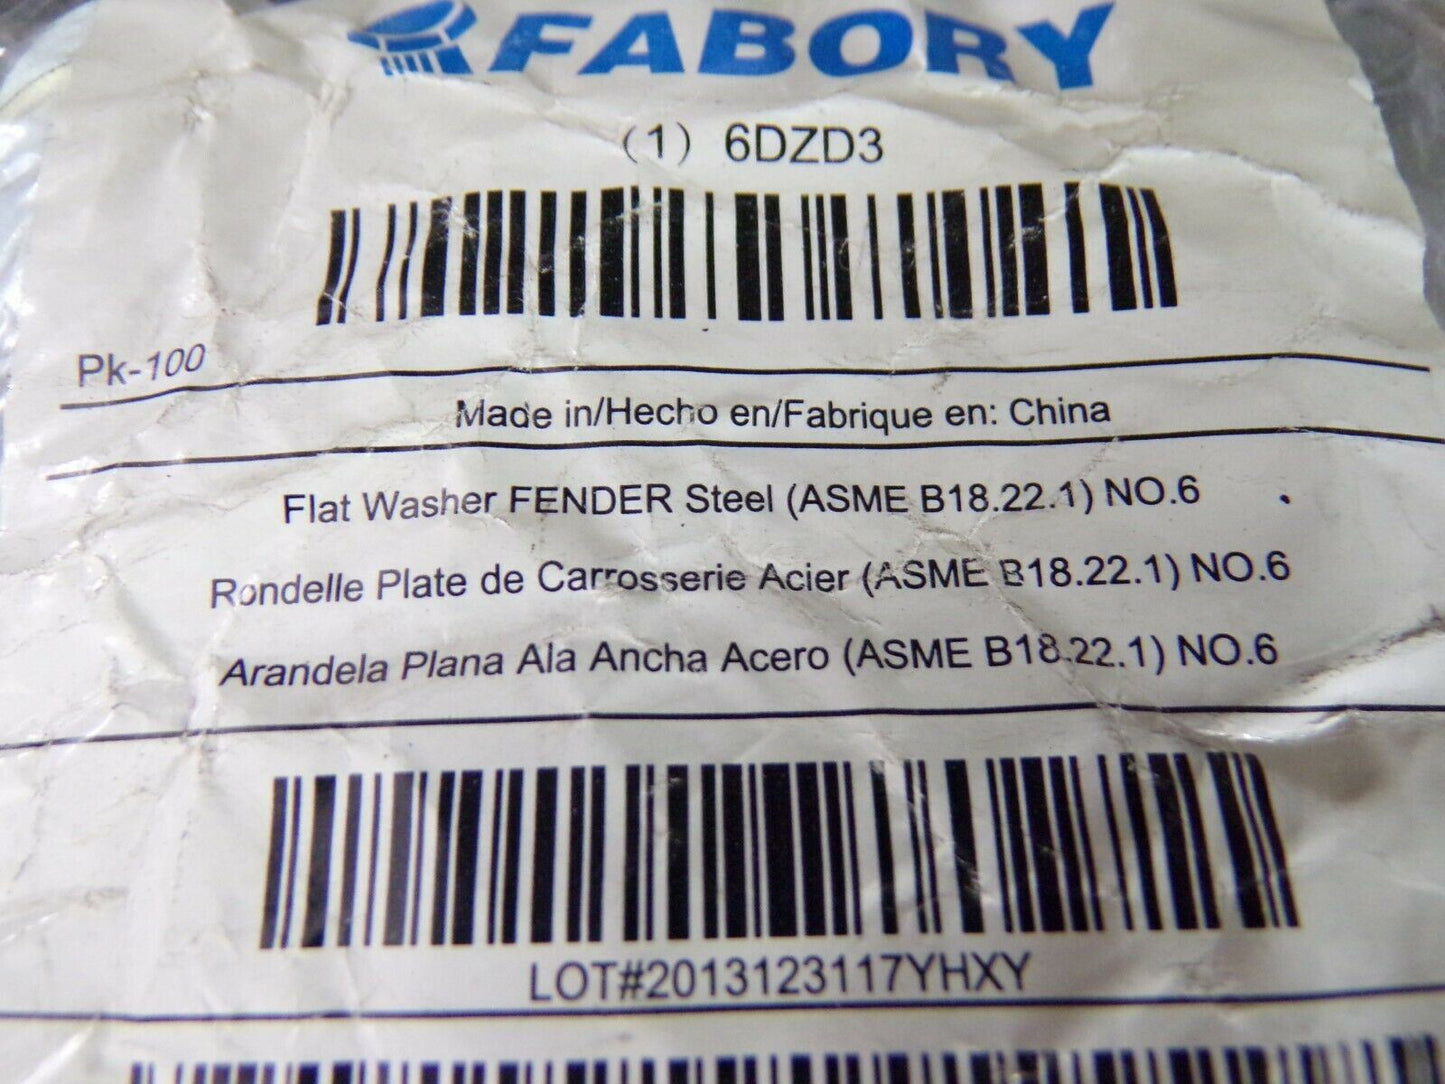 FABORY
(1) 6DZD3
Pk-100
Made in/Hecho en/Fabrique en: China
Flat Washer FENDER Steel (ASME B18.22.1) NO.6
Rondelle Plate de Carrosserie Acier (ASME B18.22.1) NO.6
Arandela Plana Ala Ancha Acero (ASME B18.22.1) NO.6
LOT#2013123117YHXY